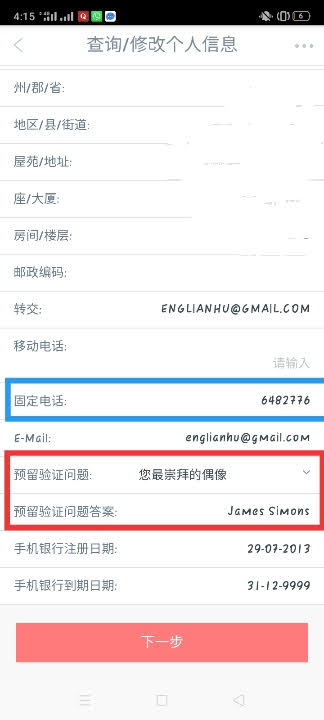 4:15
6
查询/修改个人信息
州/郡/省:
地区/县/街道:
屋苑/地址:
座/大厦:
房间/楼层:
邮政编码:
转交: ENGLIANHU@GMAIL.COM
移动电话:
请输入
固定电话: 6482776
E-Mail: englianhu@gmail.com
预留验证问题: 您最崇拜的偶像
预留验证问题答案: James Simons
手机银行注册日期: 29-07-2013
手机银行到期日期: 31-12-9999
下一步